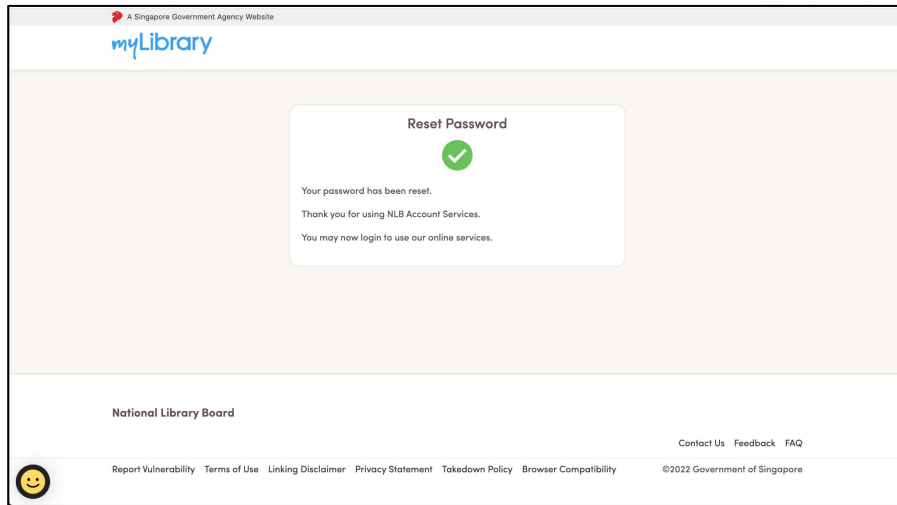 A Singapore Government Agency Website
myLibrary
Reset Password
Your password has been reset.
Thank you for using NLB Account Services.
You may now login to use our online services.
National Library Board
Contact Us Feedback FAQ
Report Vulnerability Terms of Use Linking Disclaimer Privacy Statement Takedown Policy Browser Compatibility ©2022 Government of Singapore